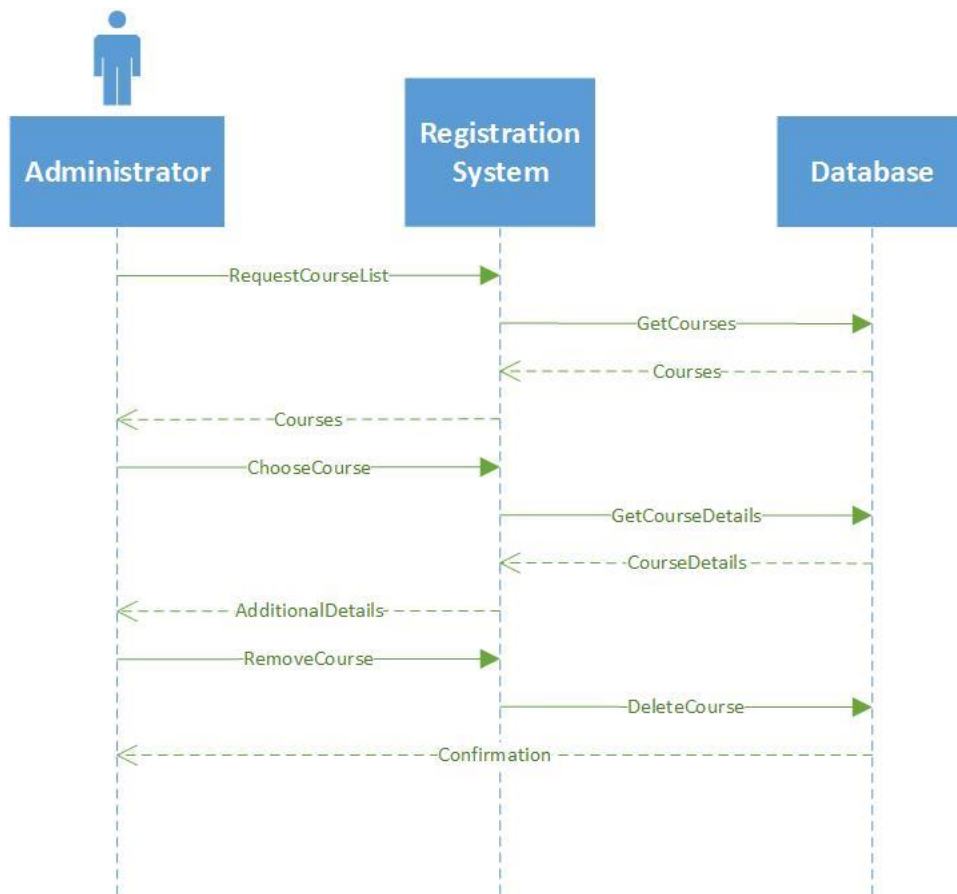 Administrator
Registration
System
Database
RequestCourseList
GetCourses
Courses
Courses
ChooseCourse
GetCourseDetails
CourseDetails
AdditionalDetails
RemoveCourse
DeleteCourse
Confirmation